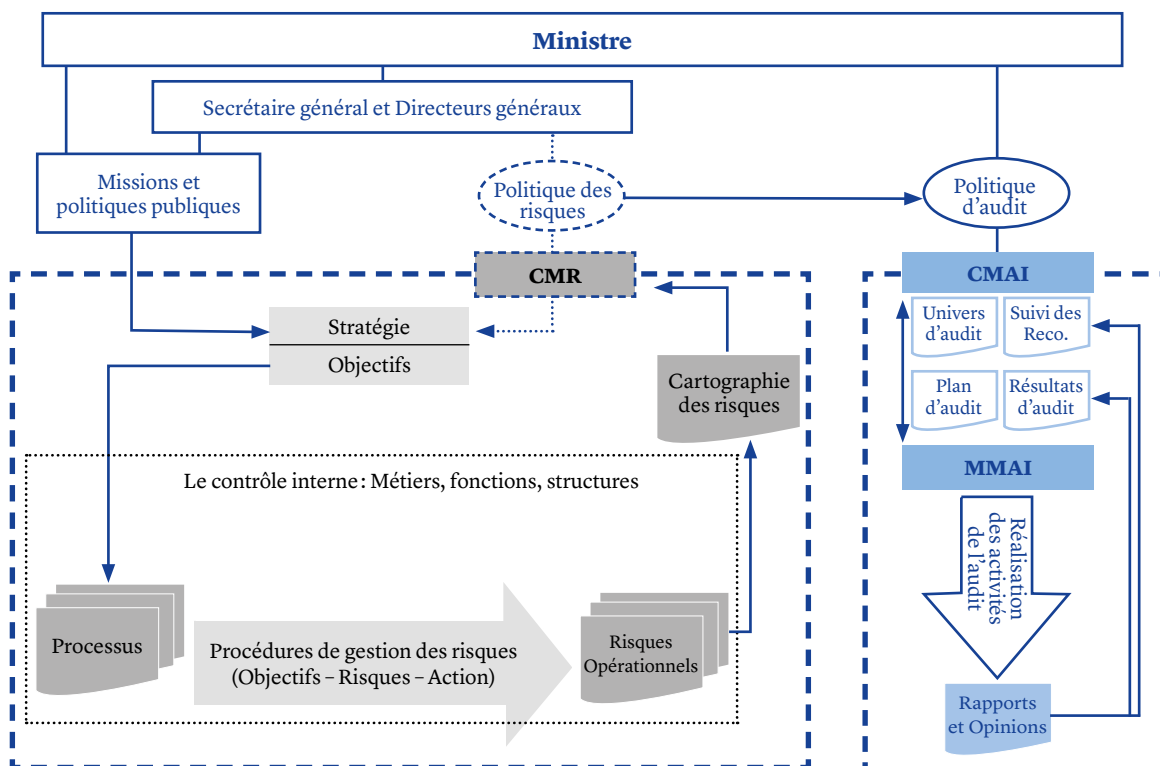 Ministre
Secrétaire général et Directeurs généraux
Missions et
politiques publiques
Politique des
risques
Politique
d'audit
CMR
CMAI
Stratégie
Objectifs
Univers
d'audit
Suivi des
Reco.
Cartographie
des risques
Plan
d'audit
Résultats
d'audit
MMAI
Le contrôle interne : Métiers, fonctions, structures
Réalisation
des activités
de l'audit
Processus
Procédures de gestion des risques
(Objectifs – Risques – Action)
Risques
Opérationnels
Rapports
et Opinions